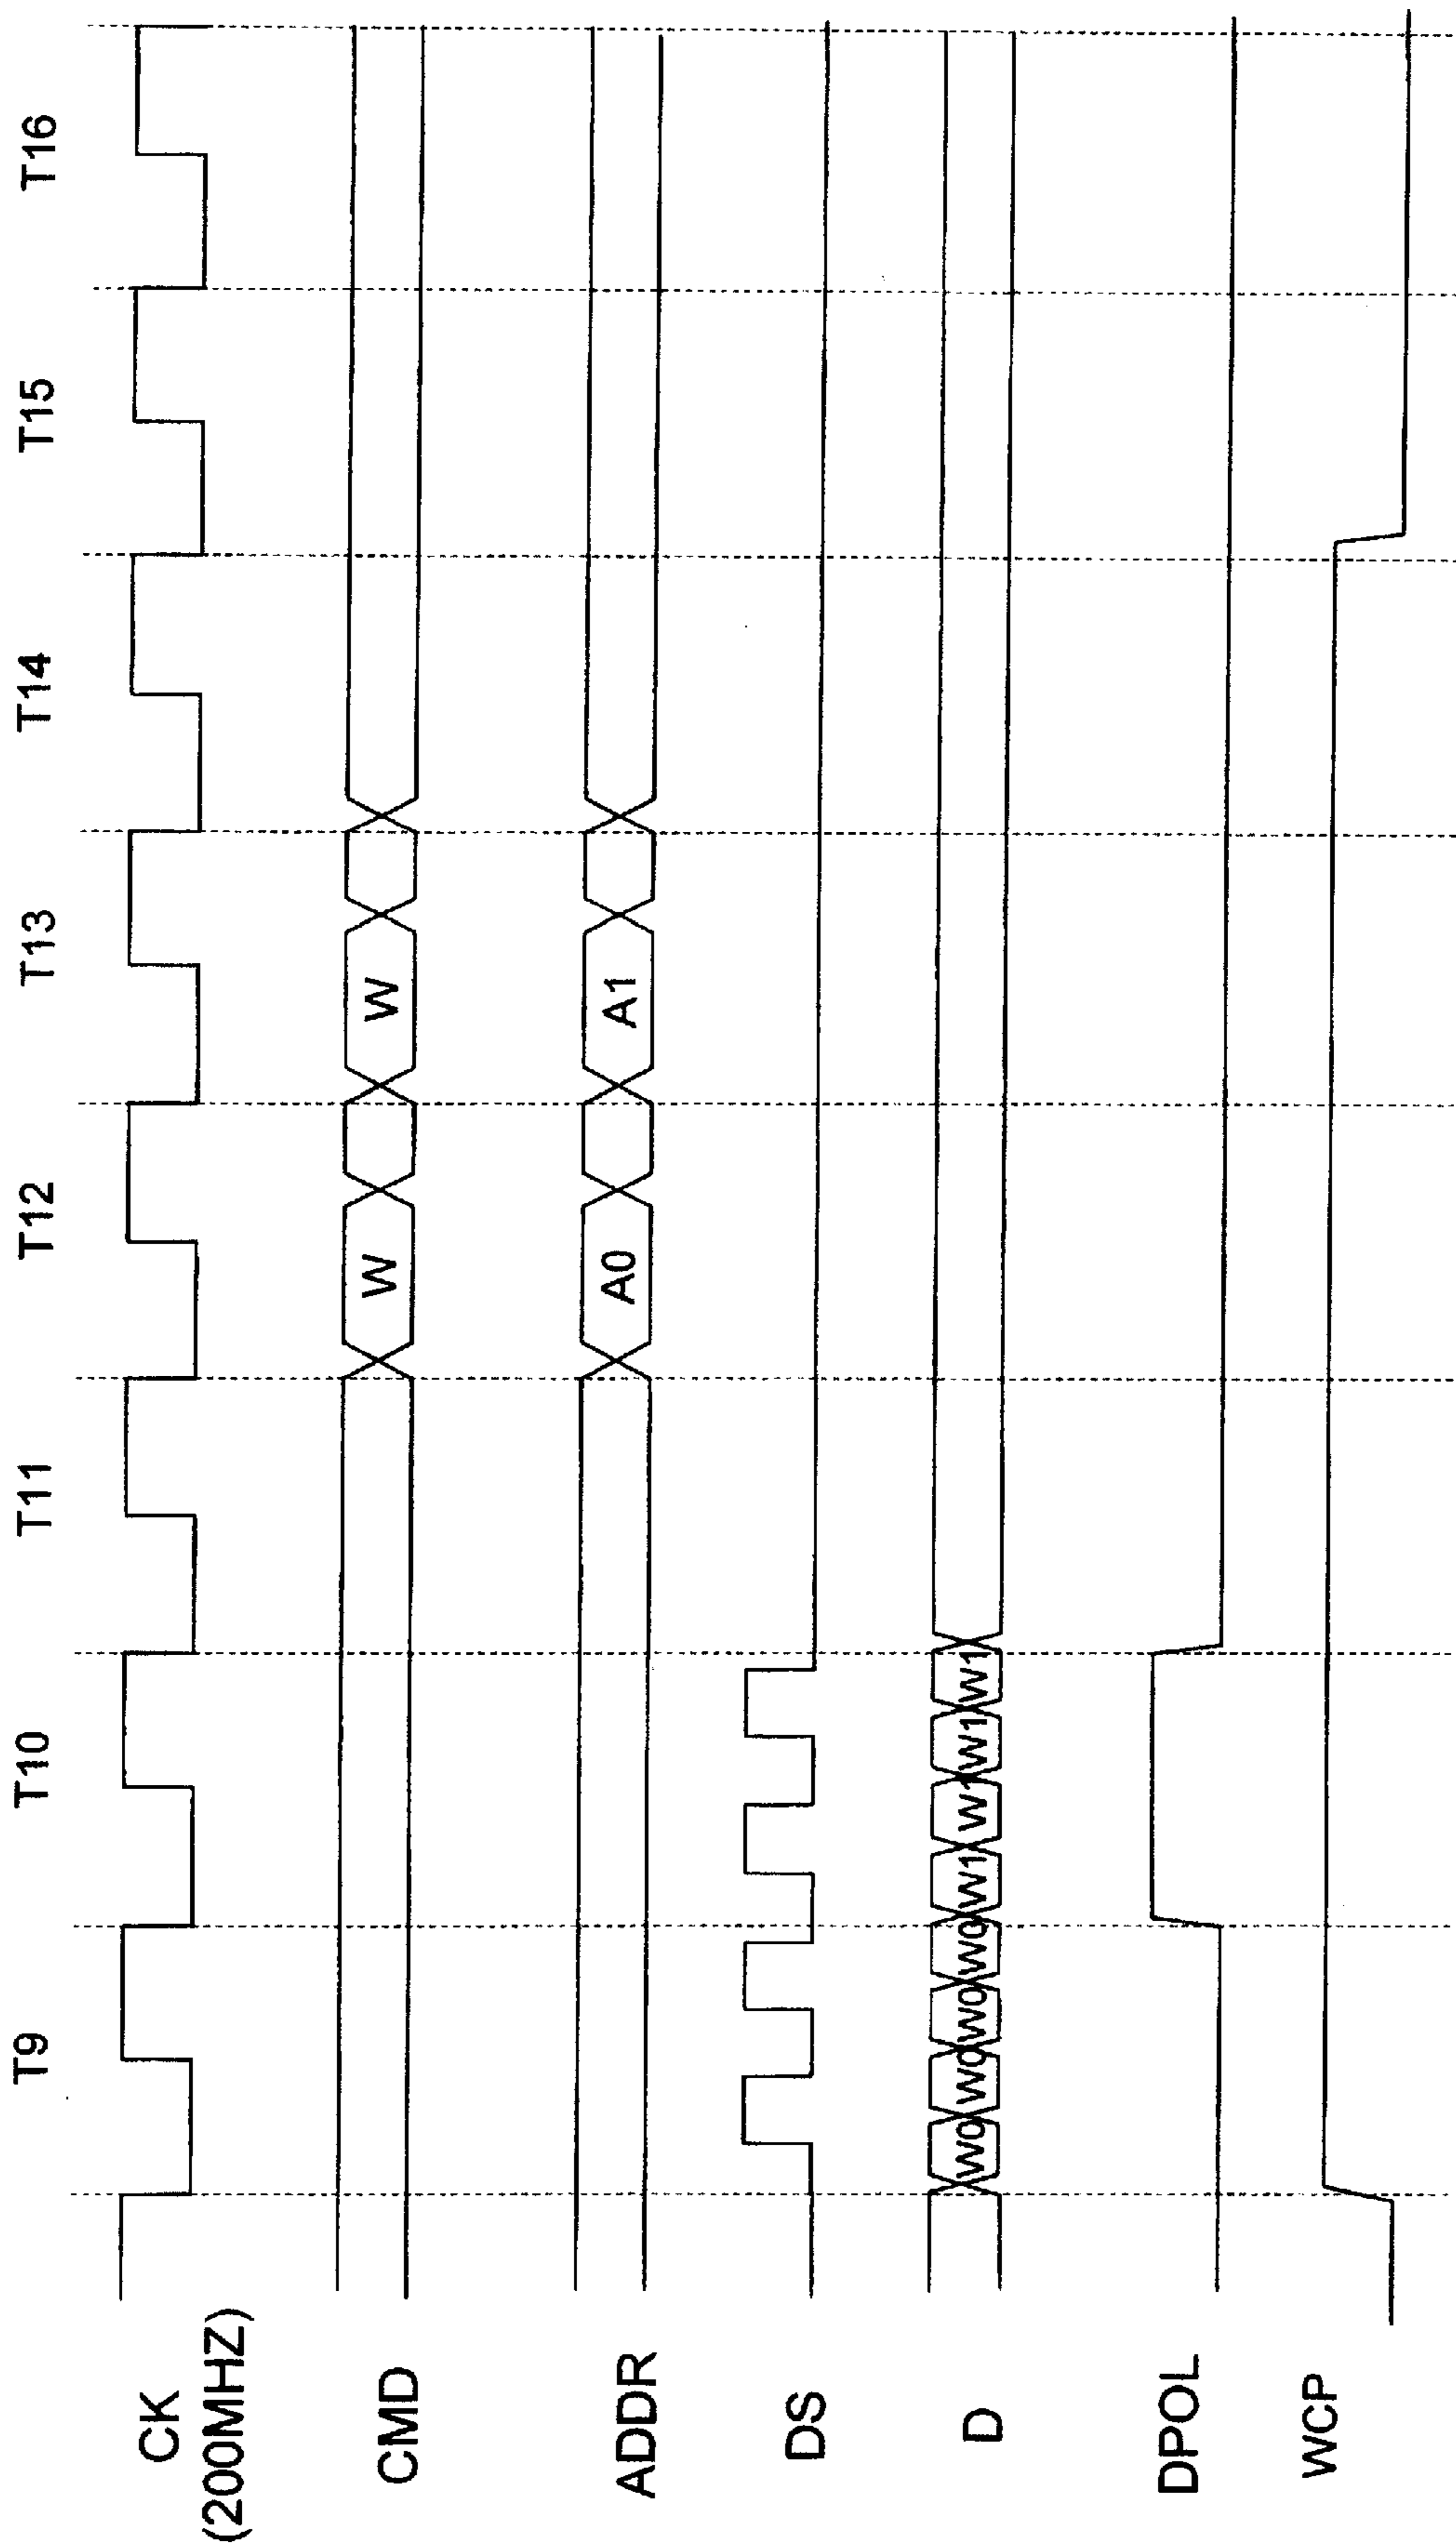 T9 T10 T11 T12 T13 T14 T15 T16
CK
(200MHZ)
CMD W W
ADDR A0 A1
DS
D W0 W0 W0 W0 W1 W1 W1 W1
DPOL
WCP